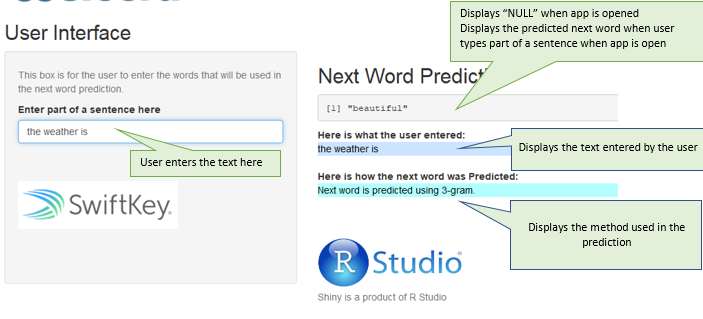 User Interface
This box is for the user to enter the words that will be used in
the next word prediction.
Enter part of a sentence here
the weather is
User enters the text here
SwiftKey.
Displays “NULL” when app is opened
Displays the predicted next word when user
types part of a sentence when app is open
Next Word Predicti
[1] "beautiful"
Here is what the user entered:
the weather is
Displays the text entered by the user
Here is how the next word was Predicted:
Next word is predicted using 3-gram.
Displays the method used in the
prediction
R Studio®
Shiny is a product of R Studio